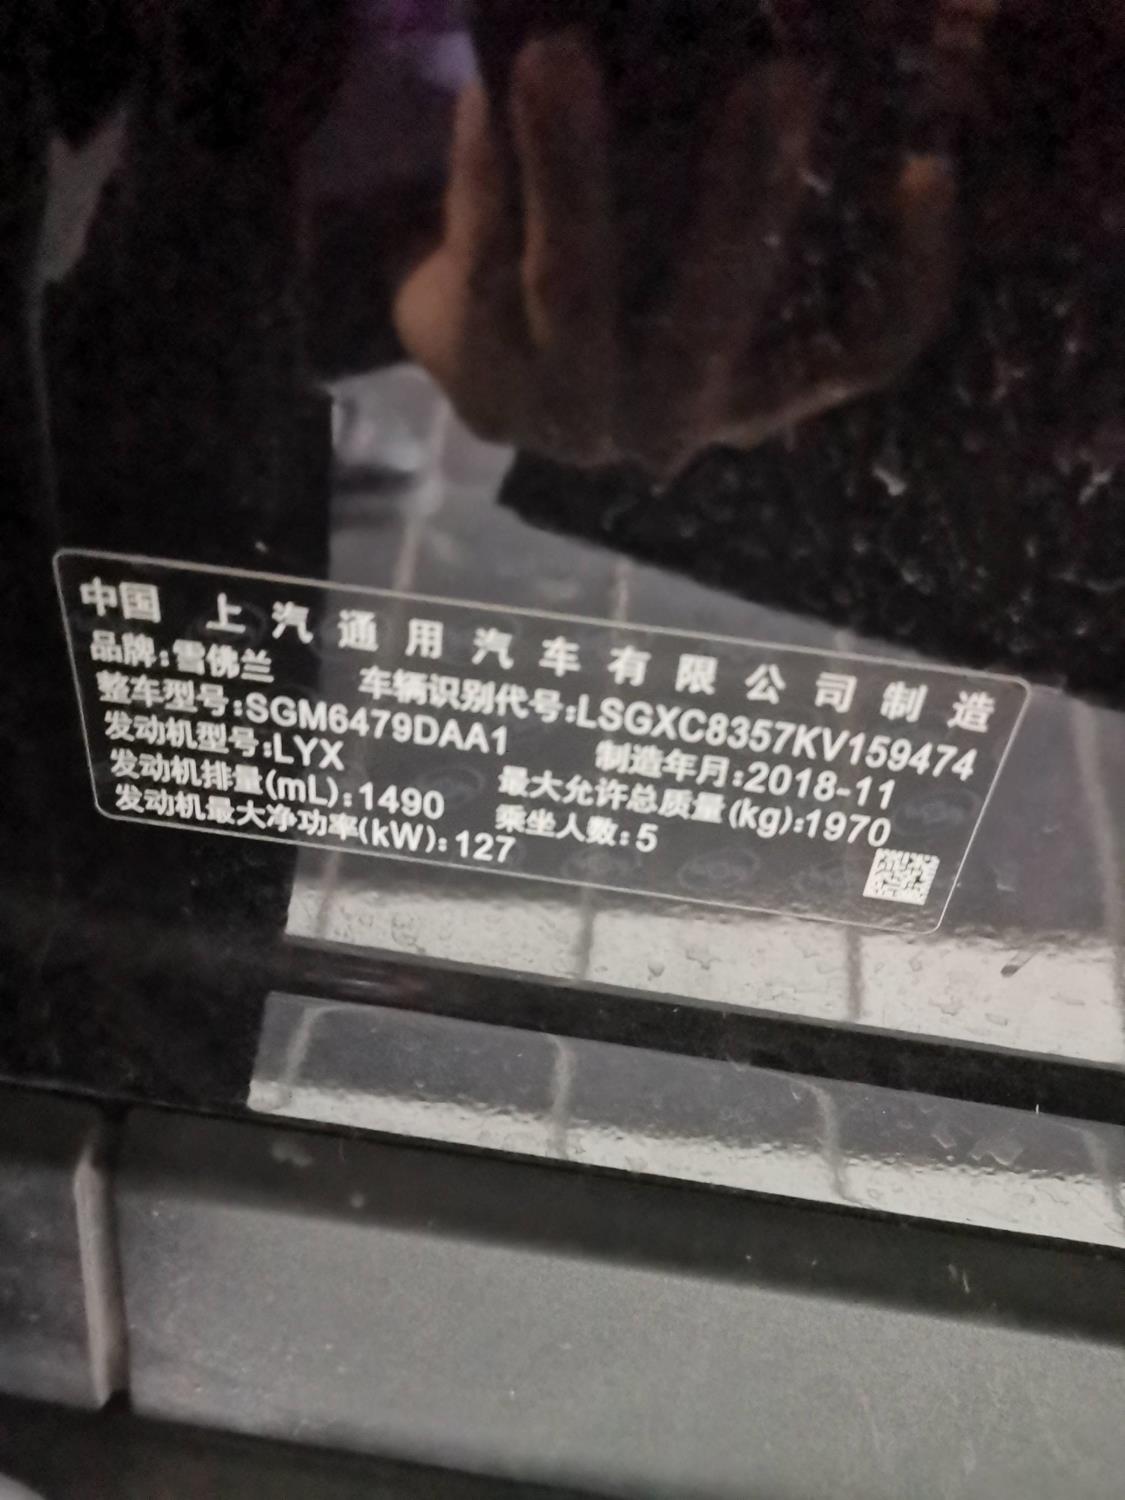 中国 上汽通用汽车有限公司制造
品牌:雪佛兰 车辆识别代号:LSGXC8357KV159474
整车型号:SGM6479DAA1 制造年月:2018-11
发动机型号:LYX 最大允许总质量(kg):1970
发动机排量(mL):1490 乘坐人数:5
发动机最大净功率(kW):127